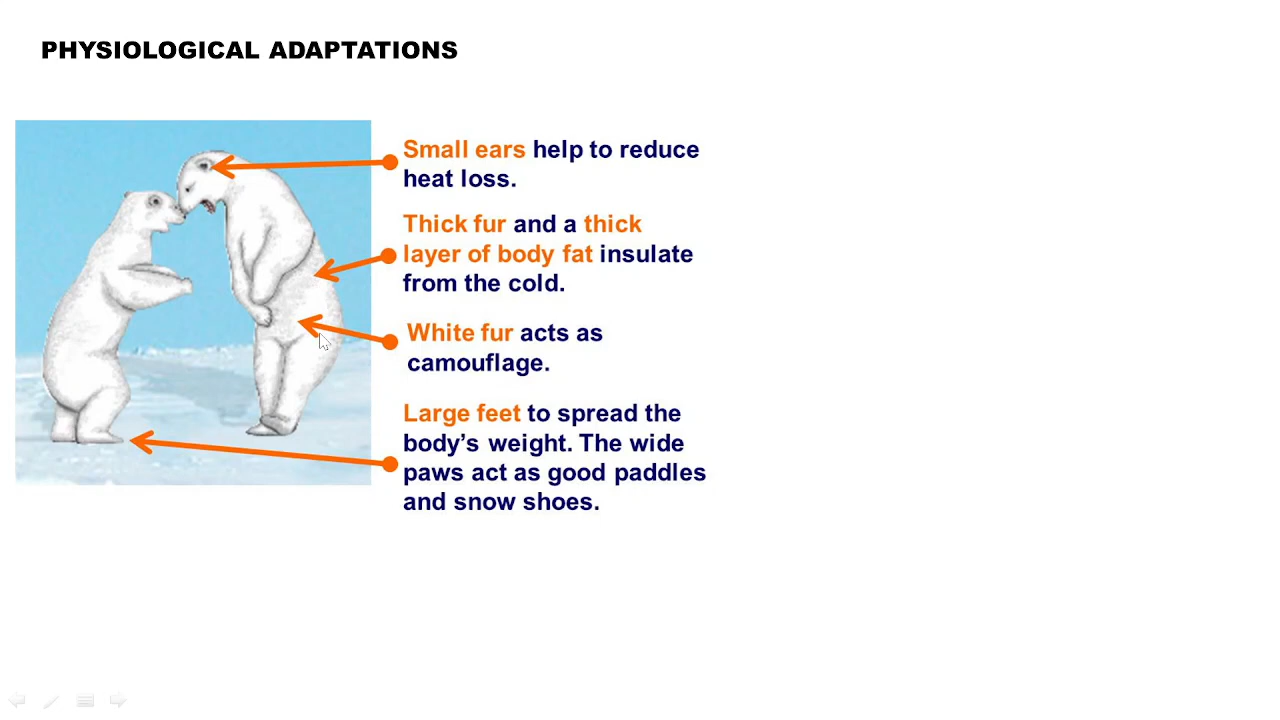 PHYSIOLOGICAL ADAPTATIONS
Small ears help to reduce
heat loss.
Thick fur and a thick
layer of body fat insulate
from the cold.
White fur acts as
camouflage.
Large feet to spread the
body’s weight. The wide
paws act as good paddles
and snow shoes.